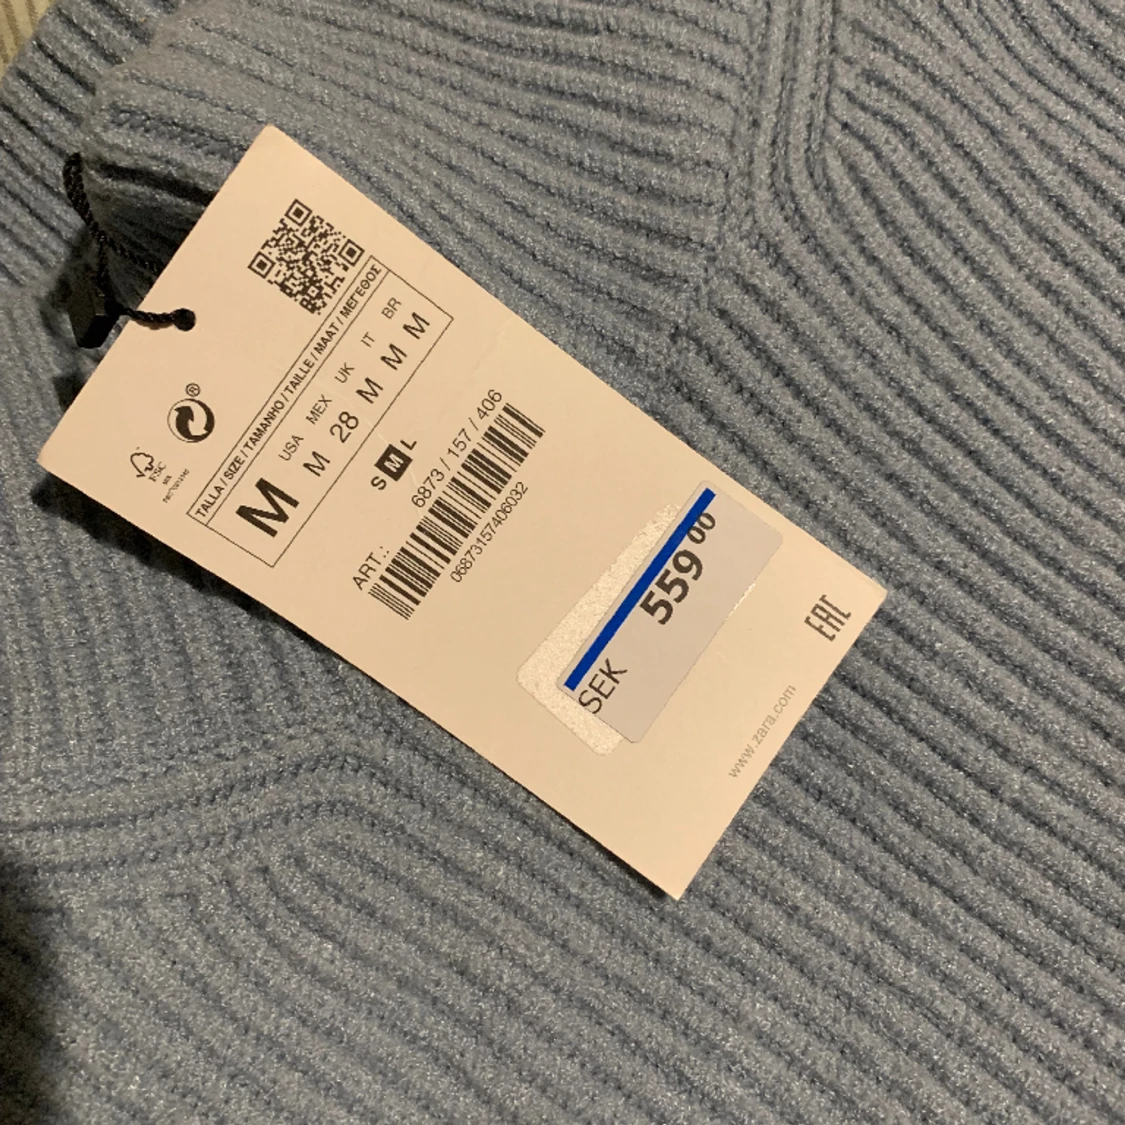 ®
FSC
TALLA / SIZE / TAMANHO / TAILLE / MAAT / ΜΕΓΕΘΟΣ
USA MEX UK IT BR
M M 28 M M M
S M L
ART.: 6873 / 157 / 406
06873157406032
559 00
SEK
EAC
www.zara.com